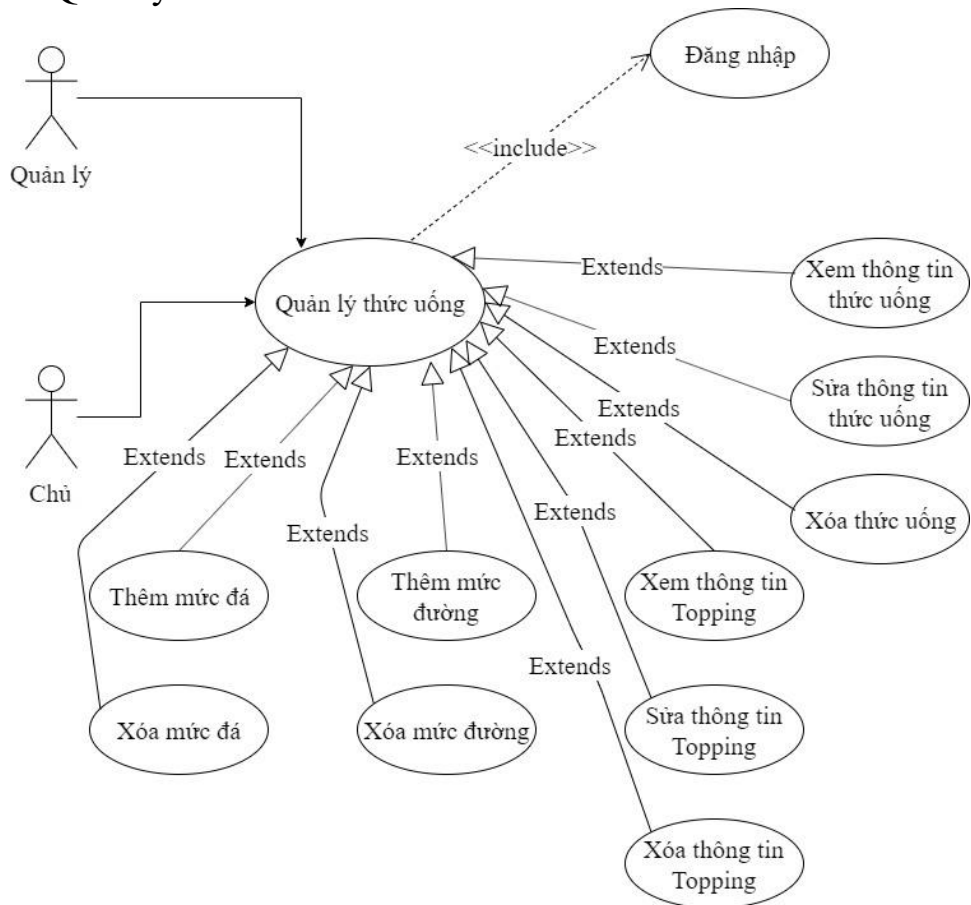 Đăng nhập
Quản lý
<<include>>
Xem thông tin
thức uống
Extends
Quản lý thức uống
Extends
Sửa thông tin
thức uống
Extends
Extends
Extends
Extends
Extends
Chủ
Extends
Extends
Xóa thức uống
Thêm mức đá
Thêm mức
đường
Xem thông tin
Topping
Extends
Xóa mức đá
Xóa mức đường
Sửa thông tin
Topping
Xóa thông tin
Topping